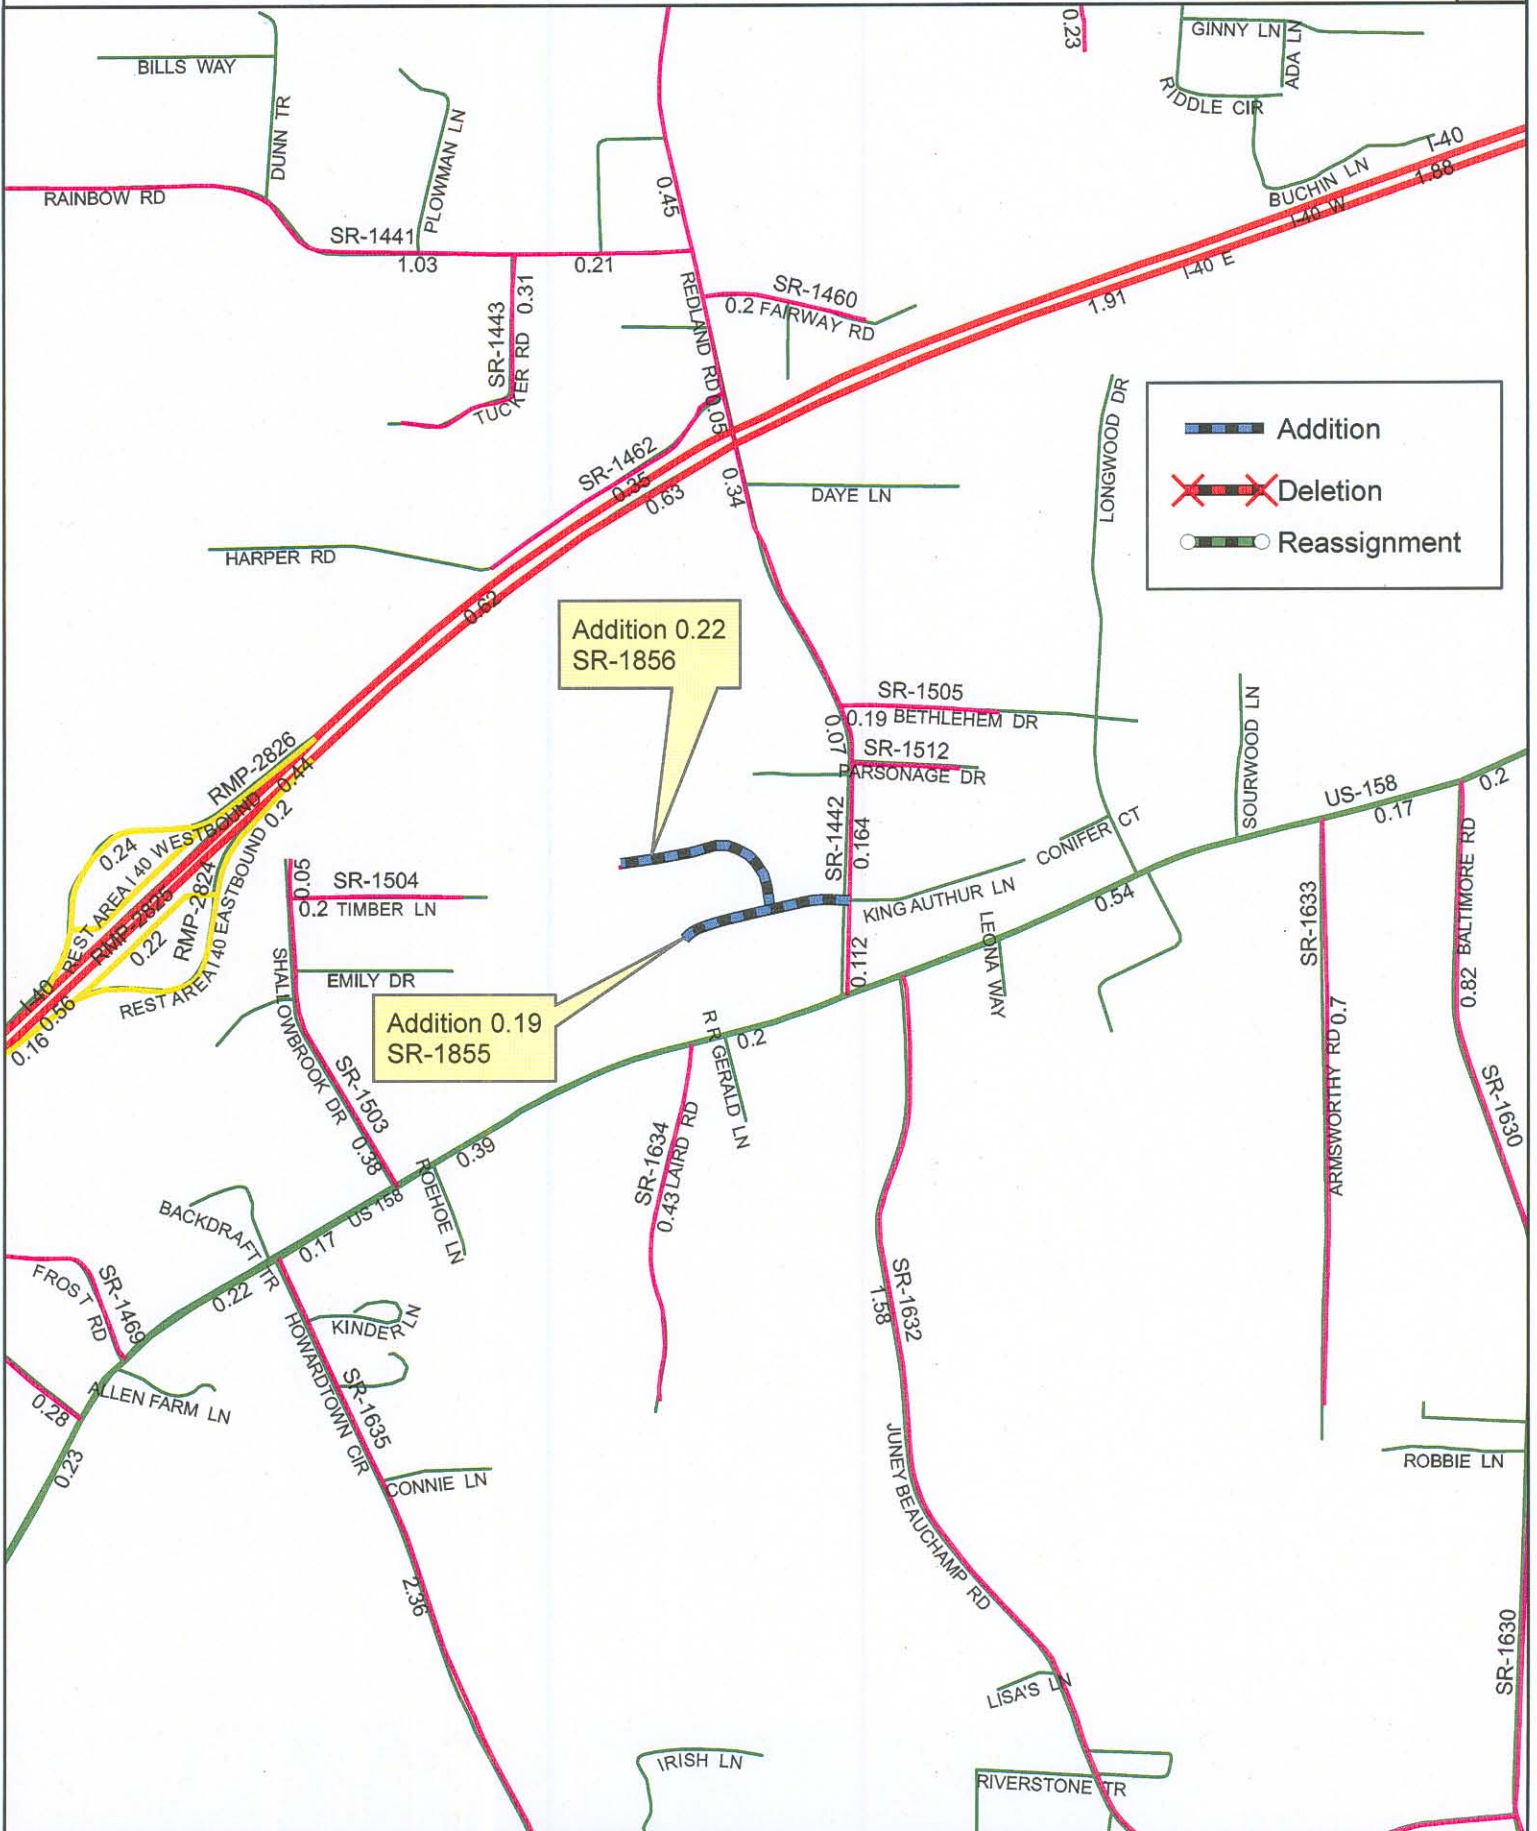 0.23
GINNY LN
ADA LN
RIDDLE CIR
BUCHIN LN
I-40
1.88
I-40 W
I-40 E
1.91
BILLS WAY
DUNN TR
PLOWMAN LN
RAINBOW RD
SR-1441
1.03
0.21
0.45
SR-1443
0.31
TUCKER RD
REDLAND RD
0.05
SR-1460
0.2 FAIRWAY RD
SR-1462
0.35
0.63
0.34
DAYE LN
LONGWOOD DR
Addition
Deletion
Reassignment
HARPER RD
0.62
Addition 0.22
SR-1856
SR-1505
0.19 BETHLEHEM DR
0.07
SR-1512
PARSONAGE DR
SR-1442
0.164
SOURWOOD LN
US-158
0.17
0.2
CONIFER CT
KING AUTHUR LN
0.54
LEONA WAY
0.112
RMP-2826
0.44
0.2
0.24
REST AREA I 40 WESTBOUND
RMP-2825
0.22
RMP-2824
REST AREA I 40 EASTBOUND
I-40
0.56
0.16
0.05
SR-1504
0.2 TIMBER LN
EMILY DR
SHALLOWBROOK DR
SR-1503
0.38
Addition 0.19
SR-1855
R R GERALD LN
0.2
SR-1633
ARMSWORTHY RD
0.7
BALTIMORE RD
0.82
SR-1630
SR-1634
0.43 LAIRD RD
0.39
ROEHOE LN
US 158
0.17
BACKDRAFT TR
0.22
FROST RD
SR-1469
ALLEN FARM LN
0.28
0.23
KINDER LN
HOWARDTOWN CIR
SR-1635
CONNIE LN
2.36
SR-1632
1.58
JUNEY BEAUCHAMP RD
ROBBIE LN
SR-1630
LISA'S LN
IRISH LN
RIVERSTONE TR